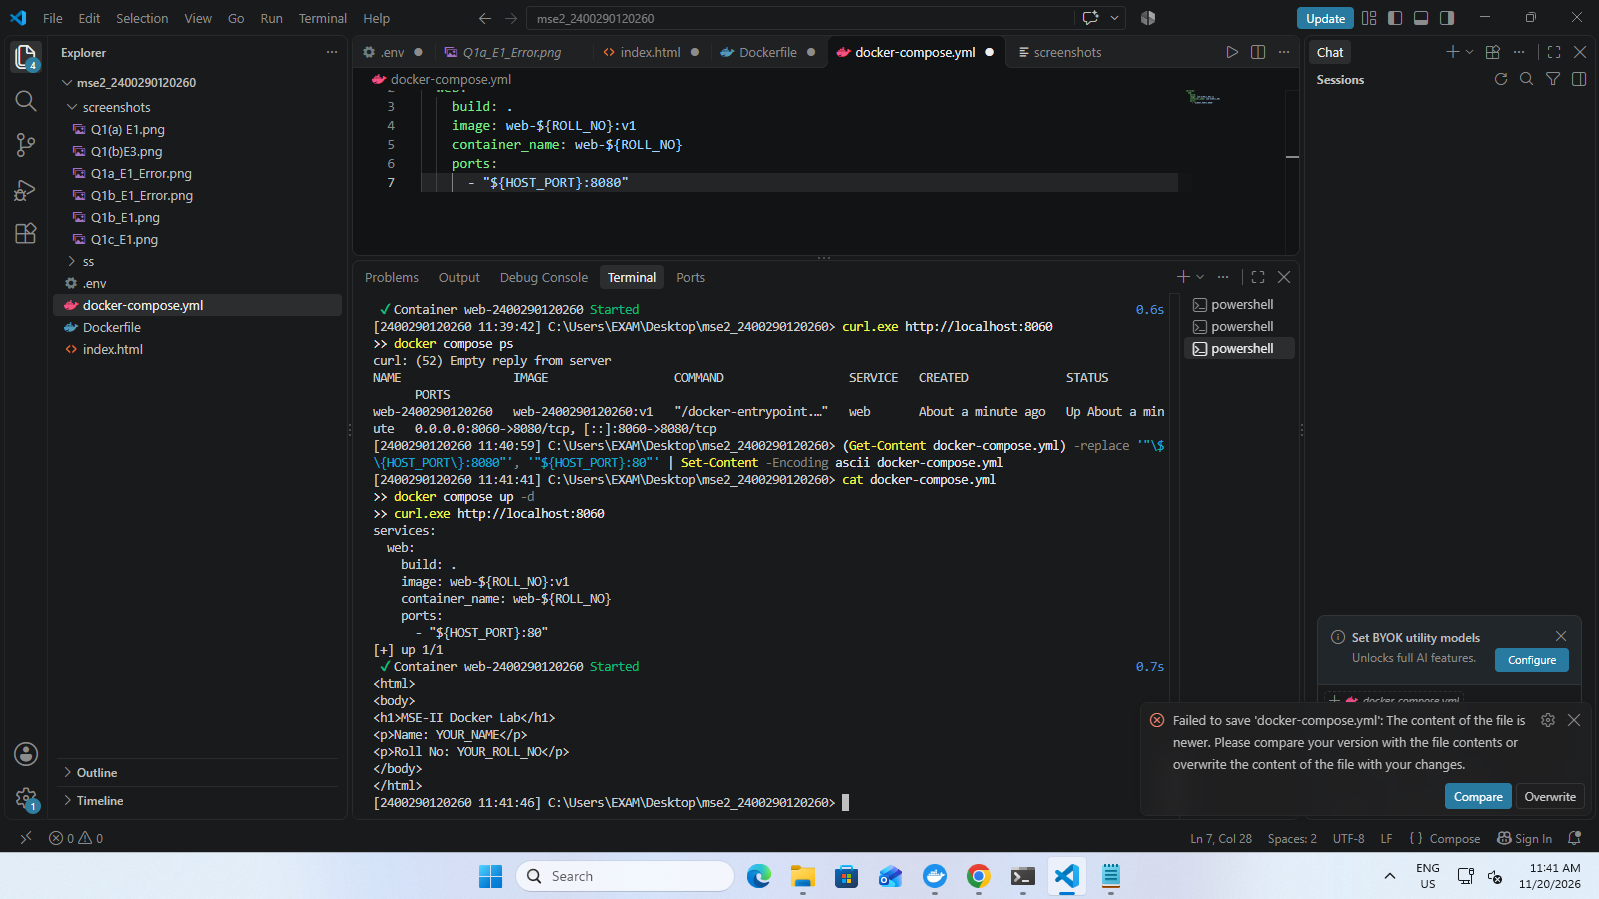 File Edit Selection View Go Run Terminal Help
mse2_2400290120260
Update
Explorer
mse2_2400290120260
screenshots
Q1(a) E1.png
Q1(b)E3.png
Q1a_E1_Error.png
Q1b_E1_Error.png
Q1b_E1.png
Q1c_E1.png
ss
.env
docker-compose.yml
Dockerfile
index.html
Outline
Timeline
4
1
.env
Q1a_E1_Error.png
index.html
Dockerfile
docker-compose.yml
screenshots
docker-compose.yml
2 web:
3 build: .
4 image: web-${ROLL_NO}:v1
5 container_name: web-${ROLL_NO}
6 ports:
7 - "${HOST_PORT}:8080"
Problems Output Debug Console Terminal Ports
✓Container web-2400290120260 Started 0.6s
[2400290120260 11:39:42] C:\Users\EXAM\Desktop\mse2_2400290120260> curl.exe http://localhost:8060
>> docker compose ps
curl: (52) Empty reply from server
NAME IMAGE COMMAND SERVICE CREATED STATUS
PORTS
web-2400290120260 web-2400290120260:v1 "/docker-entrypoint.…" web About a minute ago Up About a min
ute 0.0.0.0:8060->8080/tcp, [::]:8060->8080/tcp
[2400290120260 11:40:59] C:\Users\EXAM\Desktop\mse2_2400290120260> (Get-Content docker-compose.yml) -replace '"\$
\{HOST_PORT\}:8080"', '"${HOST_PORT}:80"' | Set-Content -Encoding ascii docker-compose.yml
[2400290120260 11:41:41] C:\Users\EXAM\Desktop\mse2_2400290120260> cat docker-compose.yml
>> docker compose up -d
>> curl.exe http://localhost:8060
services:
web:
build: .
image: web-${ROLL_NO}:v1
container_name: web-${ROLL_NO}
ports:
- "${HOST_PORT}:80"
[+] up 1/1
✓Container web-2400290120260 Started 0.7s
<html>
<body>
<h1>MSE-II Docker Lab</h1>
<p>Name: YOUR_NAME</p>
<p>Roll No: YOUR_ROLL_NO</p>
</body>
</html>
[2400290120260 11:41:46] C:\Users\EXAM\Desktop\mse2_2400290120260>
powershell
powershell
powershell
Chat
Sessions
Set BYOK utility models
Unlocks full AI features.
Configure
docker-compose.yml
Failed to save 'docker-compose.yml': The content of the file is
newer. Please compare your version with the file contents or
overwrite the content of the file with your changes.
Compare
Overwrite
0 0
Ln 7, Col 28 Spaces: 2 UTF-8 LF { } Compose Sign In
Search
ENG
US
11:41 AM
11/20/2026